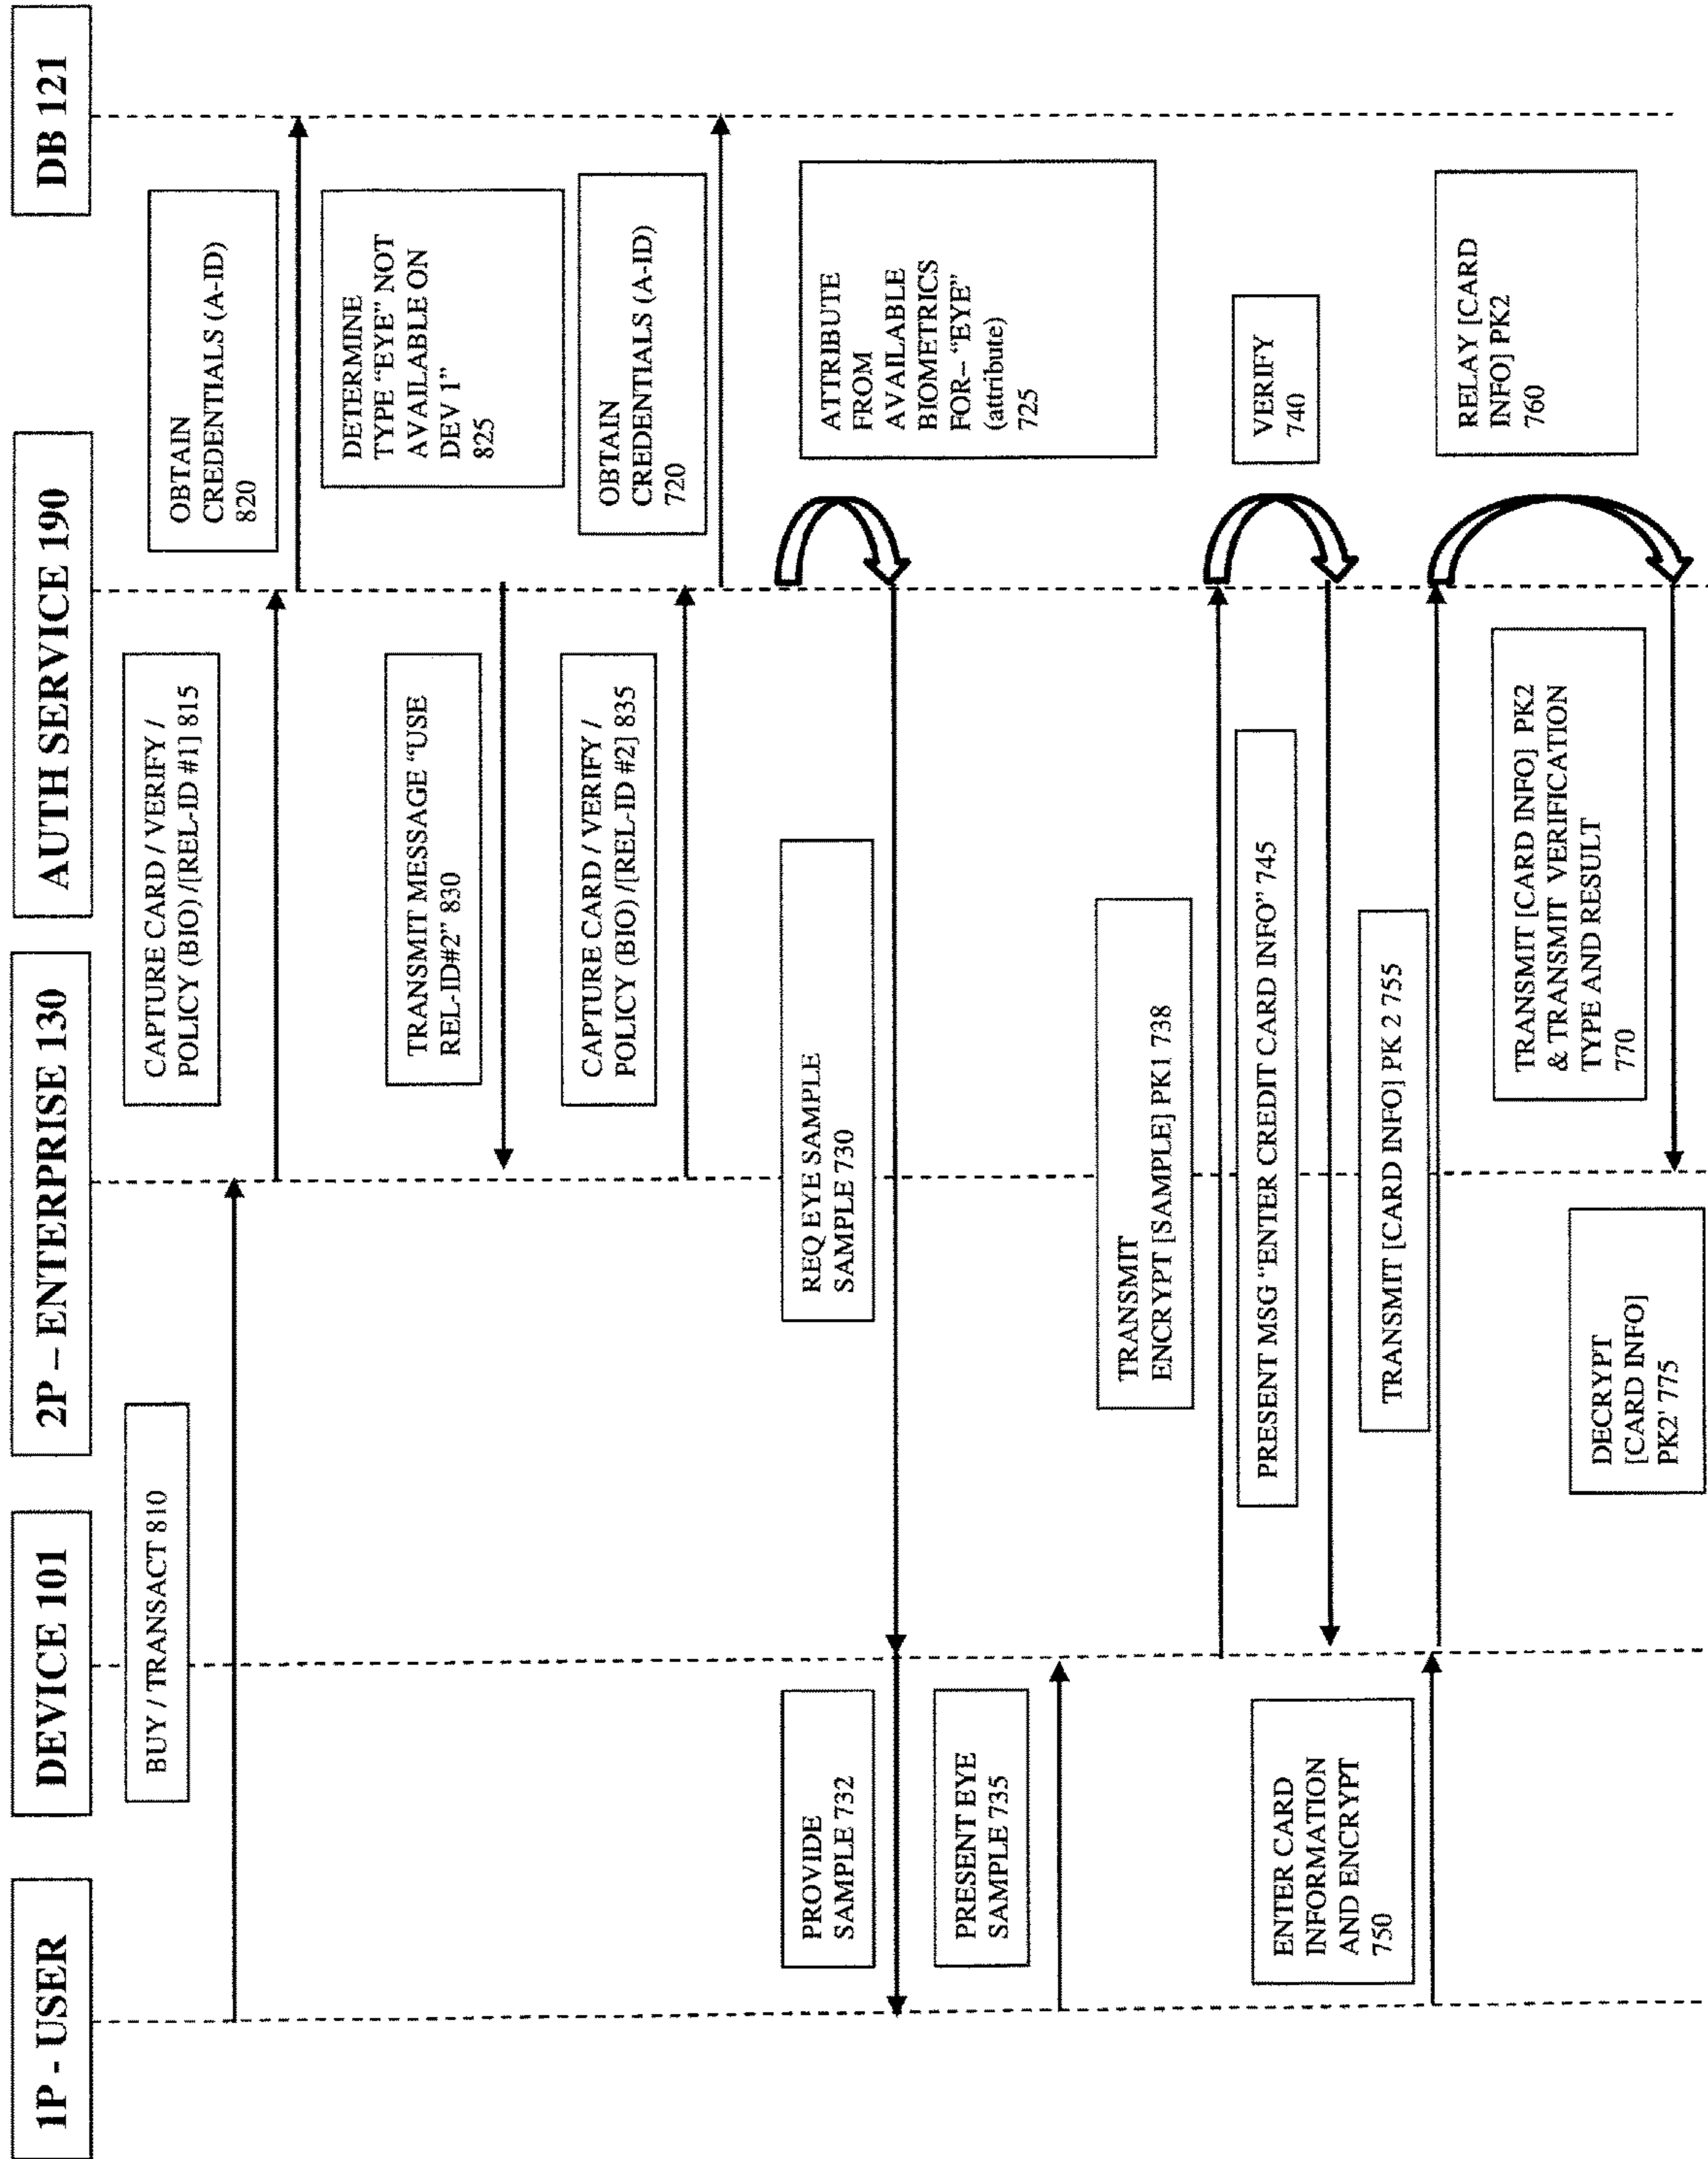 1P - USER
DEVICE 101
2P – ENTERPRISE 130
AUTH SERVICE 190
DB 121
BUY / TRANSACT 810
CAPTURE CARD / VERIFY /
POLICY (BIO) /[REL-ID #1] 815
OBTAIN
CREDENTIALS (A-ID)
820
DETERMINE
TYPE “EYE” NOT
AVAILABLE ON
DEV 1”
825
TRANSMIT MESSAGE “USE
REL-ID#2” 830
CAPTURE CARD / VERIFY /
POLICY (BIO) /[REL-ID #2] 835
OBTAIN
CREDENTIALS (A-ID)
720
ATTRIBUTE
FROM
AVAILABLE
BIOMETRICS
FOR– “EYE”
(attribute)
725
REQ EYE SAMPLE
SAMPLE 730
PROVIDE
SAMPLE 732
PRESENT EYE
SAMPLE 735
TRANSMIT
ENCRYPT [SAMPLE] PK1 738
VERIFY
740
PRESENT MSG “ENTER CREDIT CARD INFO” 745
ENTER CARD
INFORMATION
AND ENCRYPT
750
TRANSMIT [CARD INFO] PK 2 755
RELAY [CARD
INFO] PK2
760
TRANSMIT [CARD INFO] PK2
& TRANSMIT VERIFICATION
TYPE AND RESULT
770
DECRYPT
[CARD INFO]
PK2' 775